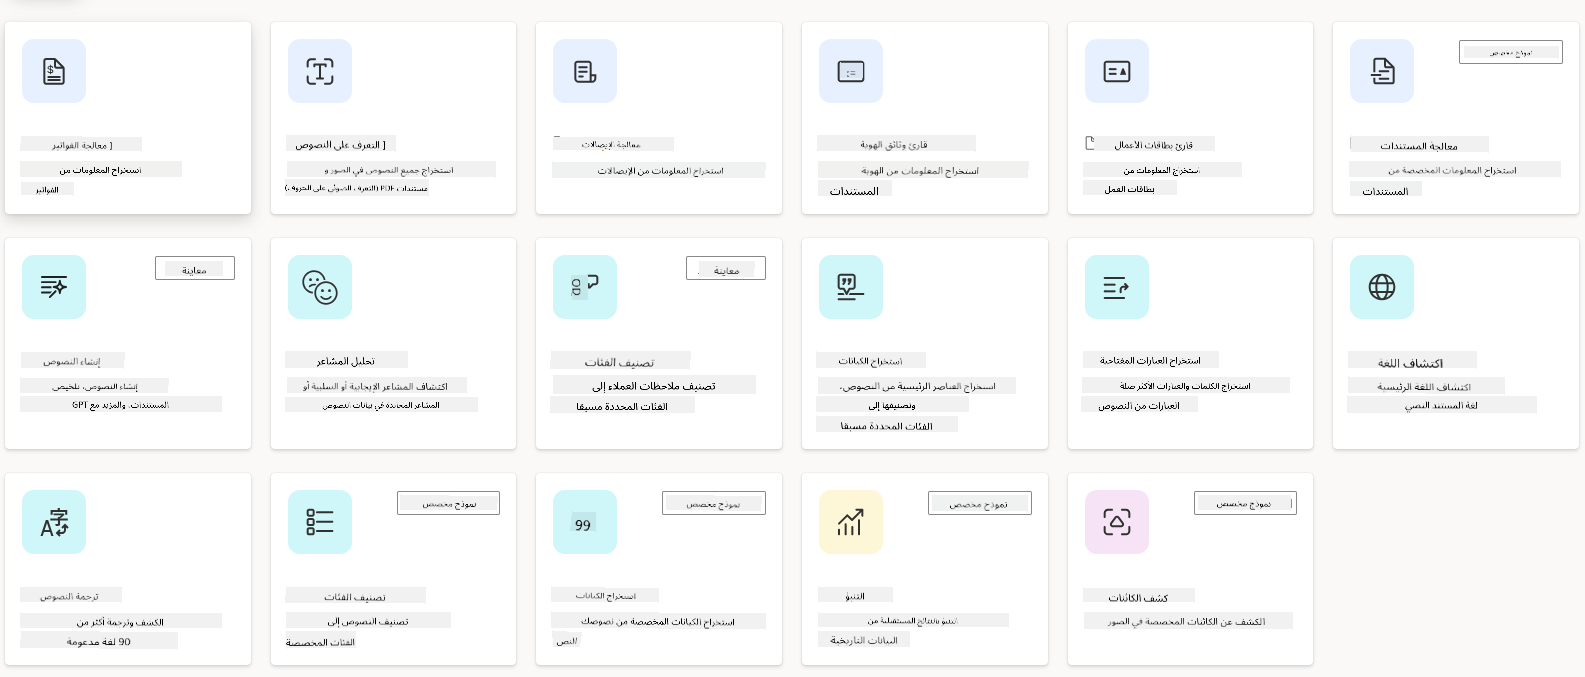 ] معالجة الفواتير
استخراج المعلومات من
الفواتير
] التعرف على النصوص
استخراج جميع النصوص في الصور و
مستندات PDF (التعرف الضوئي على الحروف)
معالجة الإيصالات
استخراج المعلومات من الإيصالات
قارئ وثائق الهوية
استخراج المعلومات من الهوية
المستندات
قارئ بطاقات الأعمال
استخراج المعلومات من
بطاقات العمل
نموذج مخصص
معالجة المستندات
استخراج المعلومات المخصصة من
المستندات
معاينة
إنشاء النصوص
إنشاء النصوص، تلخيص
المستندات، والمزيد مع GPT
تحليل المشاعر
اكتشاف المشاعر الإيجابية أو السلبية أو
المشاعر المحايدة في بيانات النصوص
معاينة
تصنيف الفئات
تصنيف ملاحظات العملاء إلى
الفئات المحددة مسبقا
استخراج الكيانات
استخراج العناصر الرئيسية من النصوص،
وتصنيفها إلى
الفئات المحددة مسبقا
استخراج العبارات المفتاحية
استخراج الكلمات والعبارات الأكثر صلة
العبارات من النصوص
اكتشاف اللغة
اكتشاف اللغة الرئيسية
لغة المستند النصي
ترجمة النصوص
الكشف وترجمة أكثر من
90 لغة مدعومة
نموذج مخصص
تصنيف الفئات
تصنيف النصوص إلى
الفئات المخصصة
نموذج مخصص
99
استخراج الكيانات
استخراج الكيانات المخصصة من نصوصك
النص
نموذج مخصص
التنبؤ
التنبؤ بالنتائج المستقبلية من
البيانات التاريخية
نموذج مخصص
كشف الكائنات
الكشف عن الكائنات المخصصة في الصور